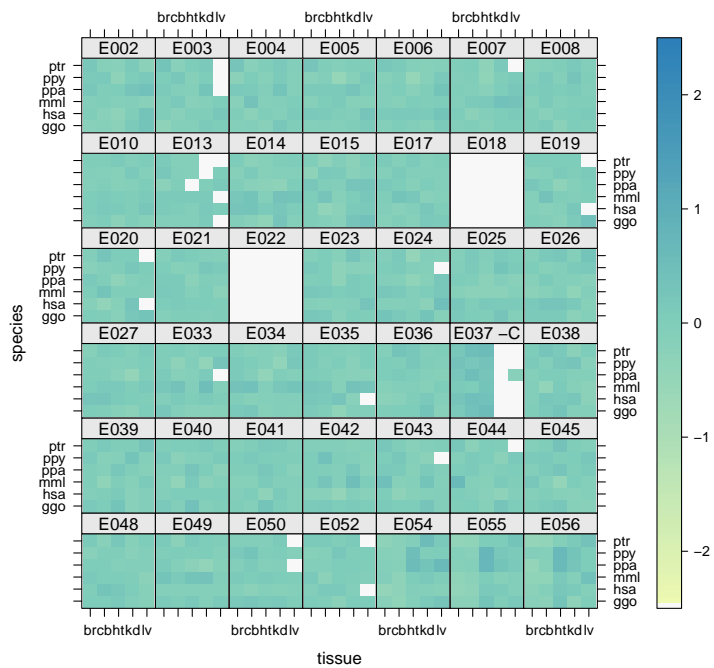 brcbhtkdlv brcbhtkdlv brcbhtkdlv
E002 E003 E004 E005 E006 E007 E008
ptr
ppy
ppa
mml
hsa
ggo
E010 E013 E014 E015 E017 E018 E019
ptr
ppy
ppa
mml
hsa
ggo
E020 E021 E022 E023 E024 E025 E026
ptr
ppy
ppa
mml
hsa
ggo
E027 E033 E034 E035 E036 E037 −C E038
ptr
ppy
ppa
mml
hsa
ggo
E039 E040 E041 E042 E043 E044 E045
ptr
ppy
ppa
mml
hsa
ggo
E048 E049 E050 E052 E054 E055 E056
ptr
ppy
ppa
mml
hsa
ggo
brcbhtkdlv brcbhtkdlv brcbhtkdlv
tissue
species
2
1
0
−1
−2